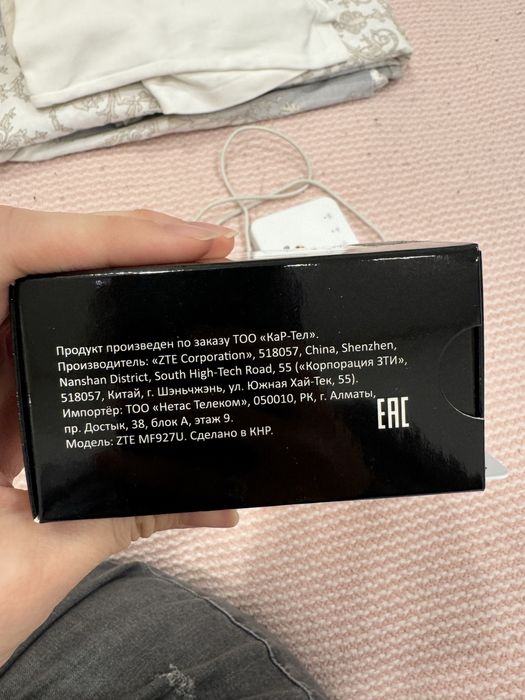 Продукт произведен по заказу ТОО «КаР-Тел».
Производитель: «ZTE Corporation», 518057, China, Shenzhen,
Nanshan District, South High-Tech Road, 55 («Корпорация ЗТИ»,
518057, Китай, г. Шэньчжэнь, ул. Южная Хай-Тек, 55).
Импортёр: ТОО «Нетас Телеком», 050010, РК, г. Алматы,
пр. Достык, 38, блок А, этаж 9.
Модель: ZTE MF927U. Сделано в КНР.
EAC